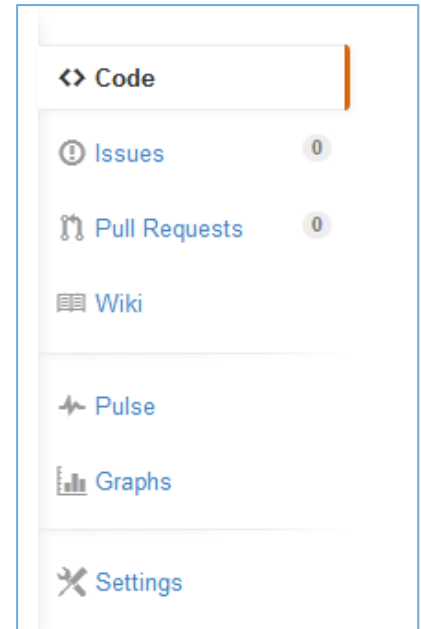 Code
Issues 0
Pull Requests 0
Wiki
Pulse
Graphs
Settings